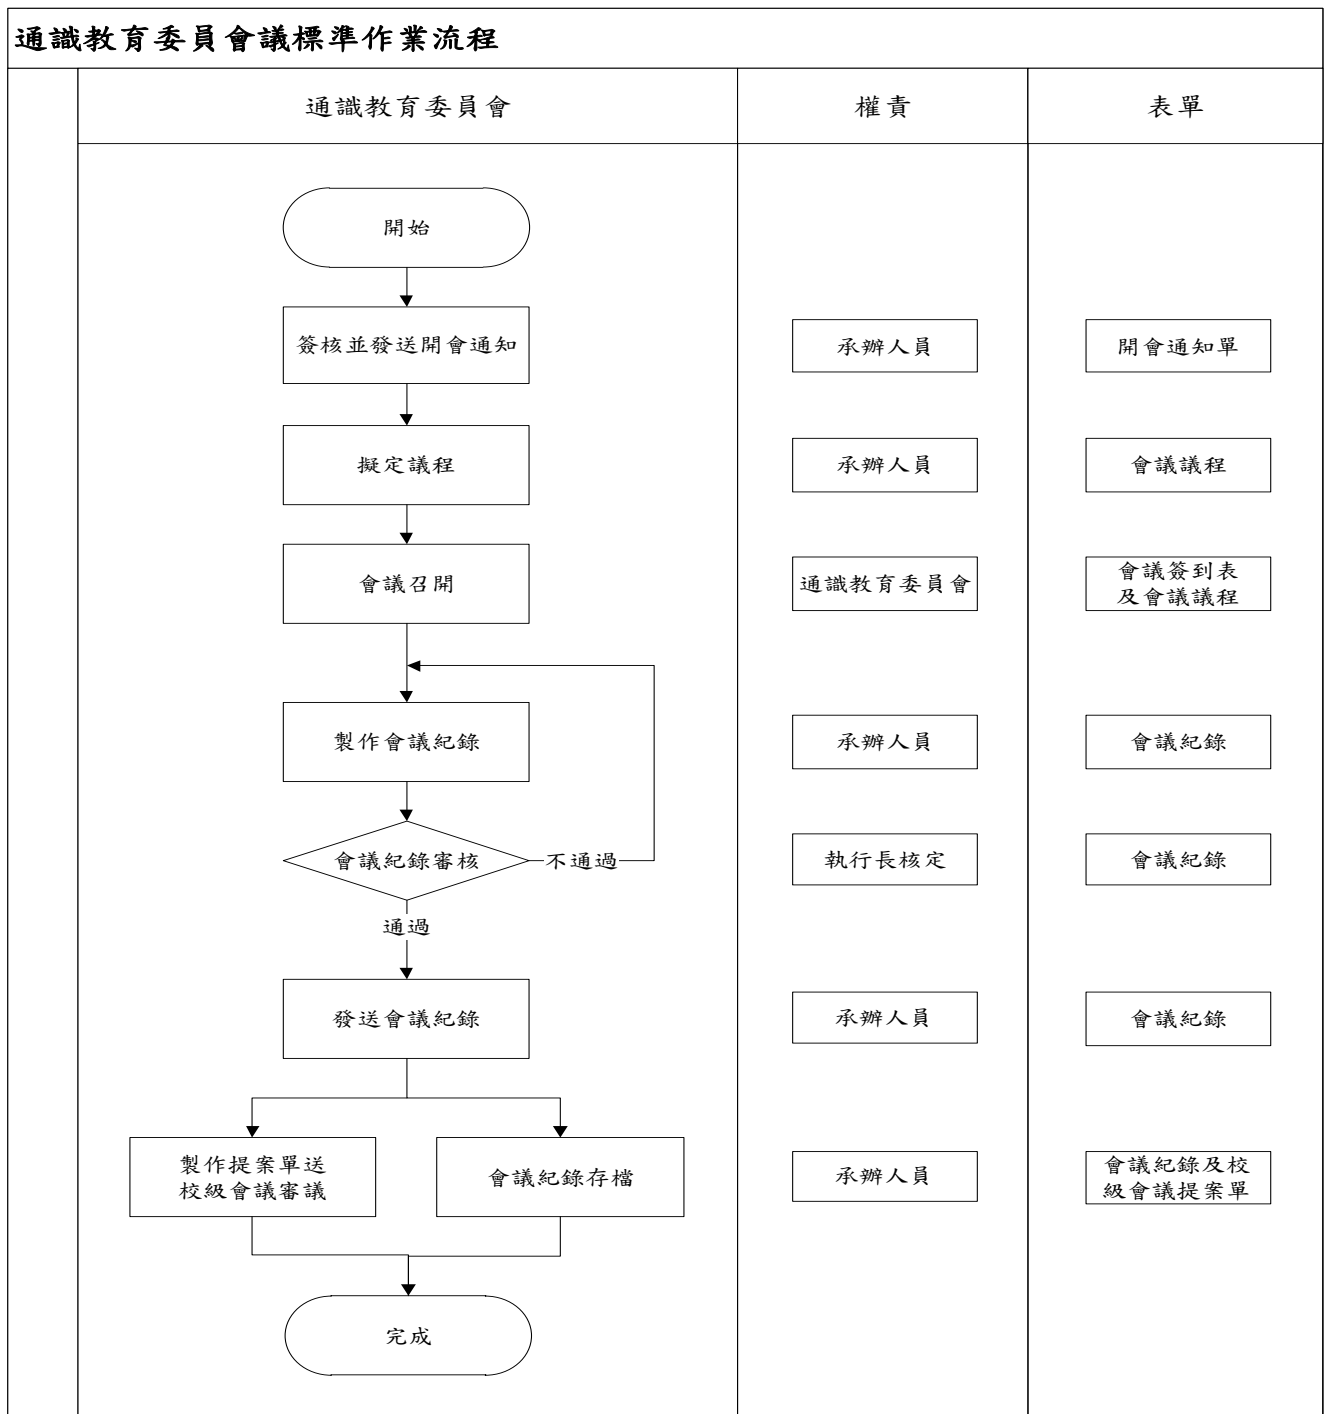 通識教育委員會議標準作業流程
通識教育委員會
權責
表單
開始
簽核並發送開會通知
承辦人員
開會通知單
擬定議程
承辦人員
會議議程
會議召開
通識教育委員會
會議簽到表
及會議議程
製作會議紀錄
承辦人員
會議紀錄
會議紀錄審核
不通過
執行長核定
會議紀錄
通過
發送會議紀錄
承辦人員
會議紀錄
製作提案單送
校級會議審議
會議紀錄存檔
承辦人員
會議紀錄及校
級會議提案單
完成